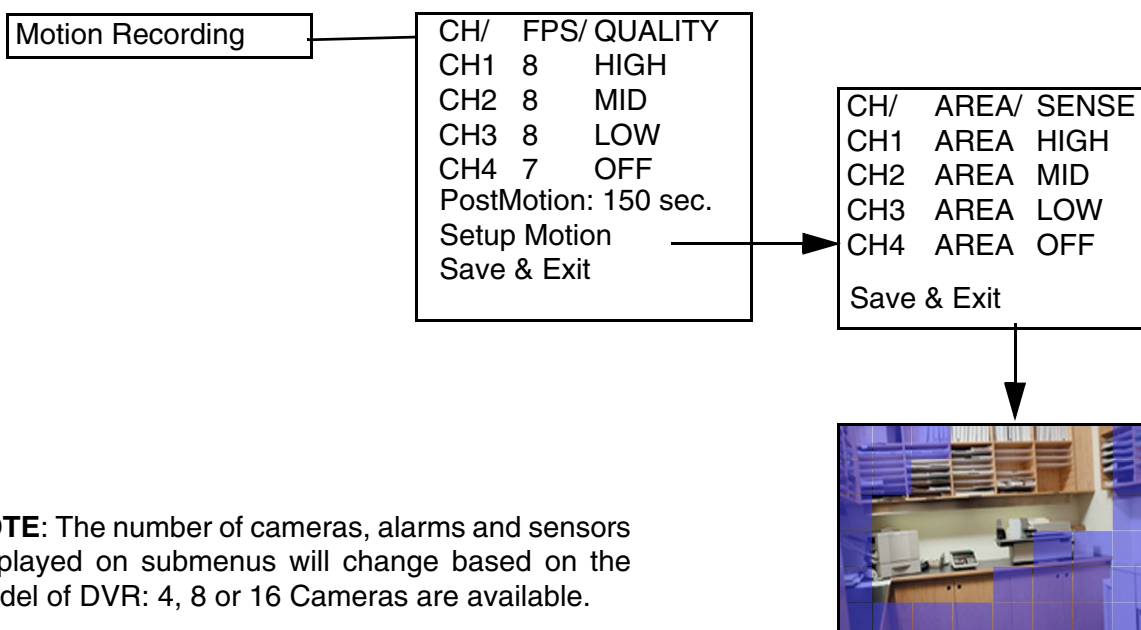 Motion Recording
CH/ FPS/ QUALITY
CH1 8 HIGH
CH2 8 MID
CH3 8 LOW
CH4 7 OFF
PostMotion: 150 sec.
Setup Motion
Save & Exit
CH/ AREA/ SENSE
CH1 AREA HIGH
CH2 AREA MID
CH3 AREA LOW
CH4 AREA OFF
Save & Exit
OTE: The number of cameras, alarms and sensors
played on submenus will change based on the
del of DVR: 4, 8 or 16 Cameras are available.